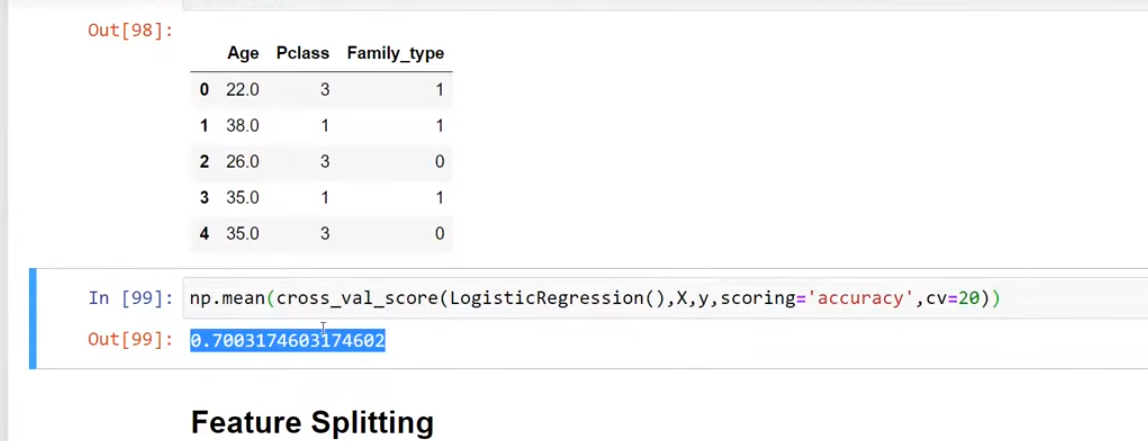 Out[98]:
Age Pclass Family_type
0 22.0 3 1
1 38.0 1 1
2 26.0 3 0
3 35.0 1 1
4 35.0 3 0
In [99]: np.mean(cross_val_score(LogisticRegression(),X,y,scoring='accuracy',cv=20))
Out[99]: 0.7003174603174602
Feature Splitting